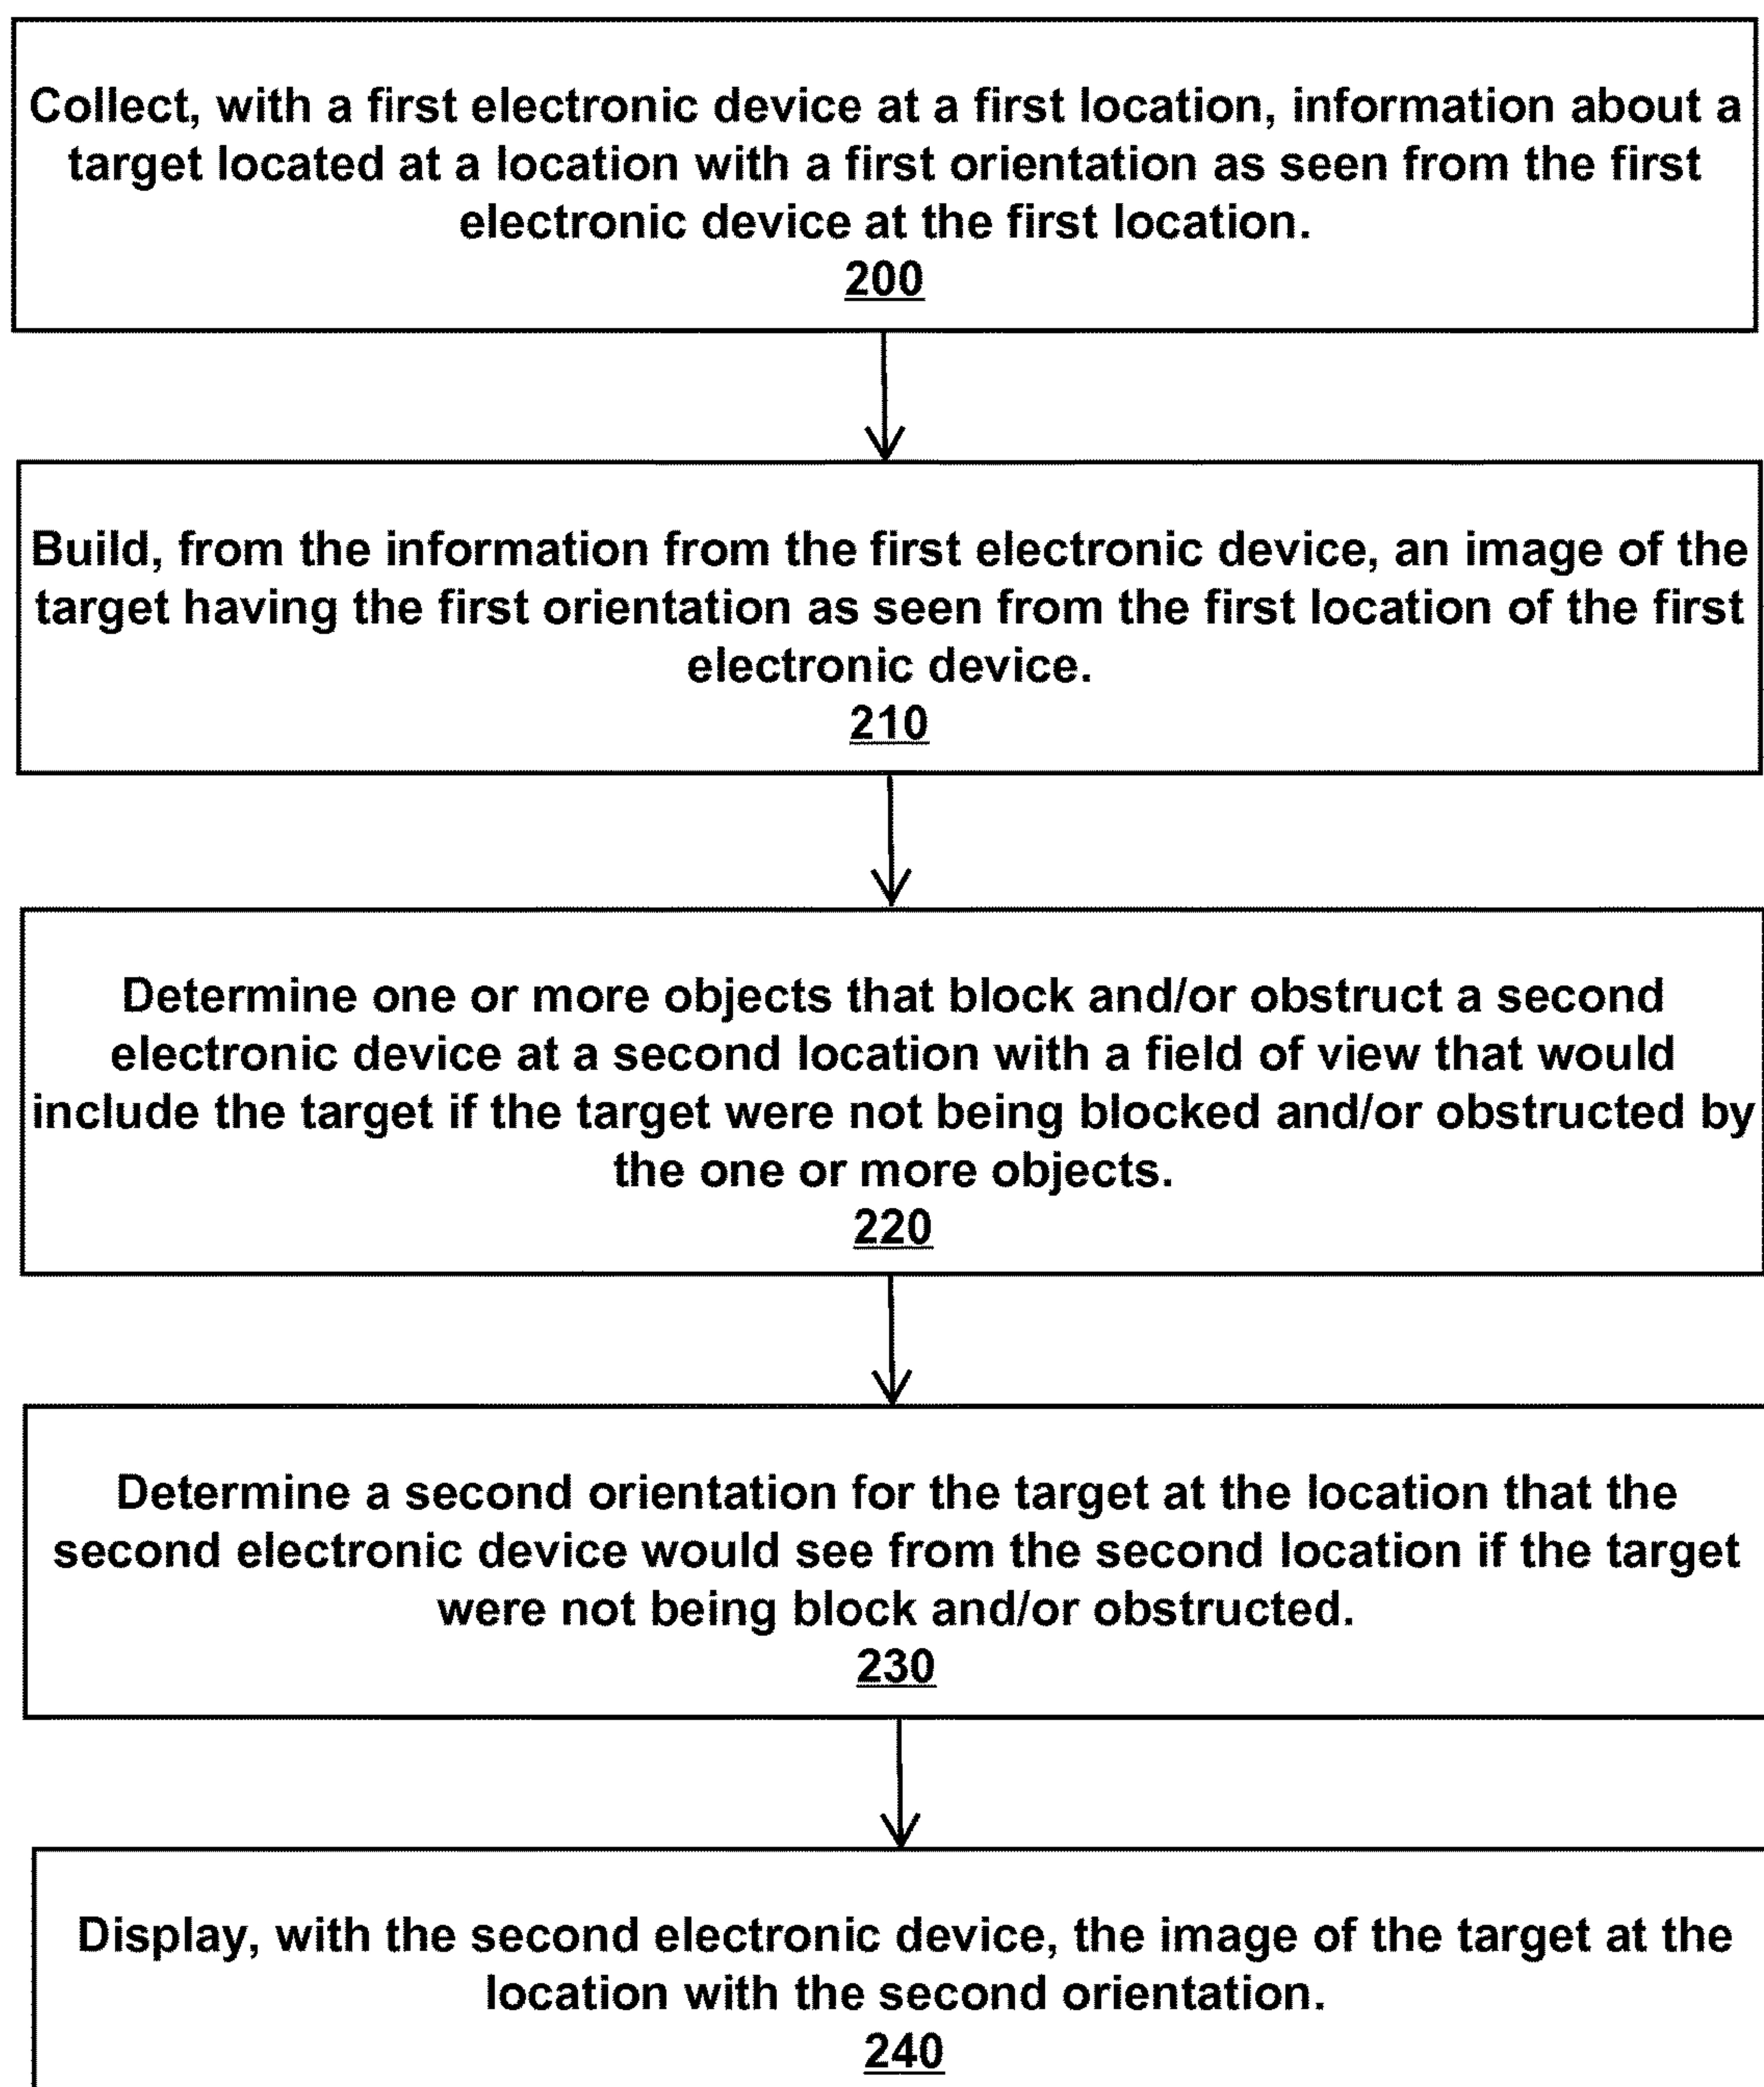 Collect, with a first electronic device at a first location, information about a
target located at a location with a first orientation as seen from the first
electronic device at the first location.
200
Build, from the information from the first electronic device, an image of the
target having the first orientation as seen from the first location of the first
electronic device.
210
Determine one or more objects that block and/or obstruct a second
electronic device at a second location with a field of view that would
include the target if the target were not being blocked and/or obstructed by
the one or more objects.
220
Determine a second orientation for the target at the location that the
second electronic device would see from the second location if the target
were not being block and/or obstructed.
230
Display, with the second electronic device, the image of the target at the
location with the second orientation.
240